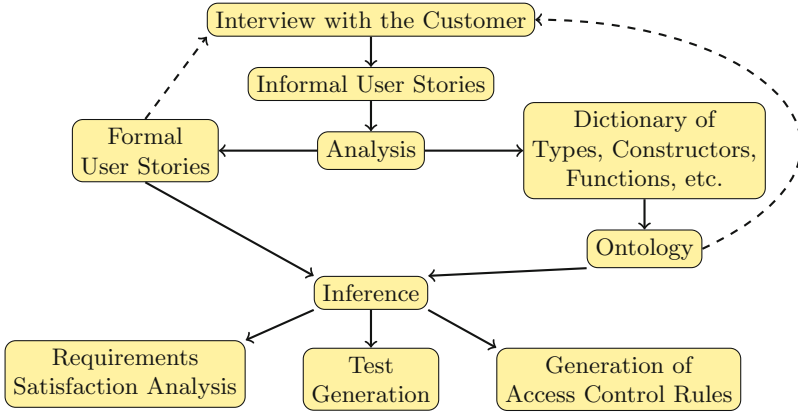 Interview with the Customer
Informal User Stories
Formal
User Stories
Analysis
Dictionary of
Types, Constructors,
Functions, etc.
Ontology
Inference
Requirements
Satisfaction Analysis
Test
Generation
Generation of
Access Control Rules